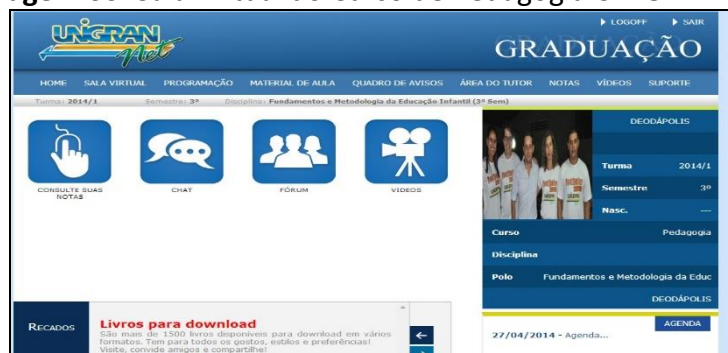 UNIGRAN
Net
LOGOFF SAIR
GRADUAÇÃO
HOME SALA VIRTUAL PROGRAMAÇÃO MATERIAL DE AULA QUADRO DE AVISOS ÁREA DO TUTOR NOTAS VÍDEOS SUPORTE
Turma: 2014/1 Semestre: 3º Disciplina: Fundamentos e Metodologia da Educação Infantil (3º Sem)
CONSULTE SUAS
NOTAS
CHAT
FÓRUM
VIDEOS
DEODÁPOLIS
Turma 2014/1
Semestre 3º
Nasc. ---
Curso Pedagogia
Disciplina
Polo Fundamentos e Metodologia da Educ
DEODÁPOLIS
RECADOS
Livros para download
São mais de 1500 livros disponíveis para download em vários
formatos. Tem para todos os gostos, estilos e preferências!
Visite, convide amigos e compartilhe!
AGENDA
27/04/2014 - Agenda...